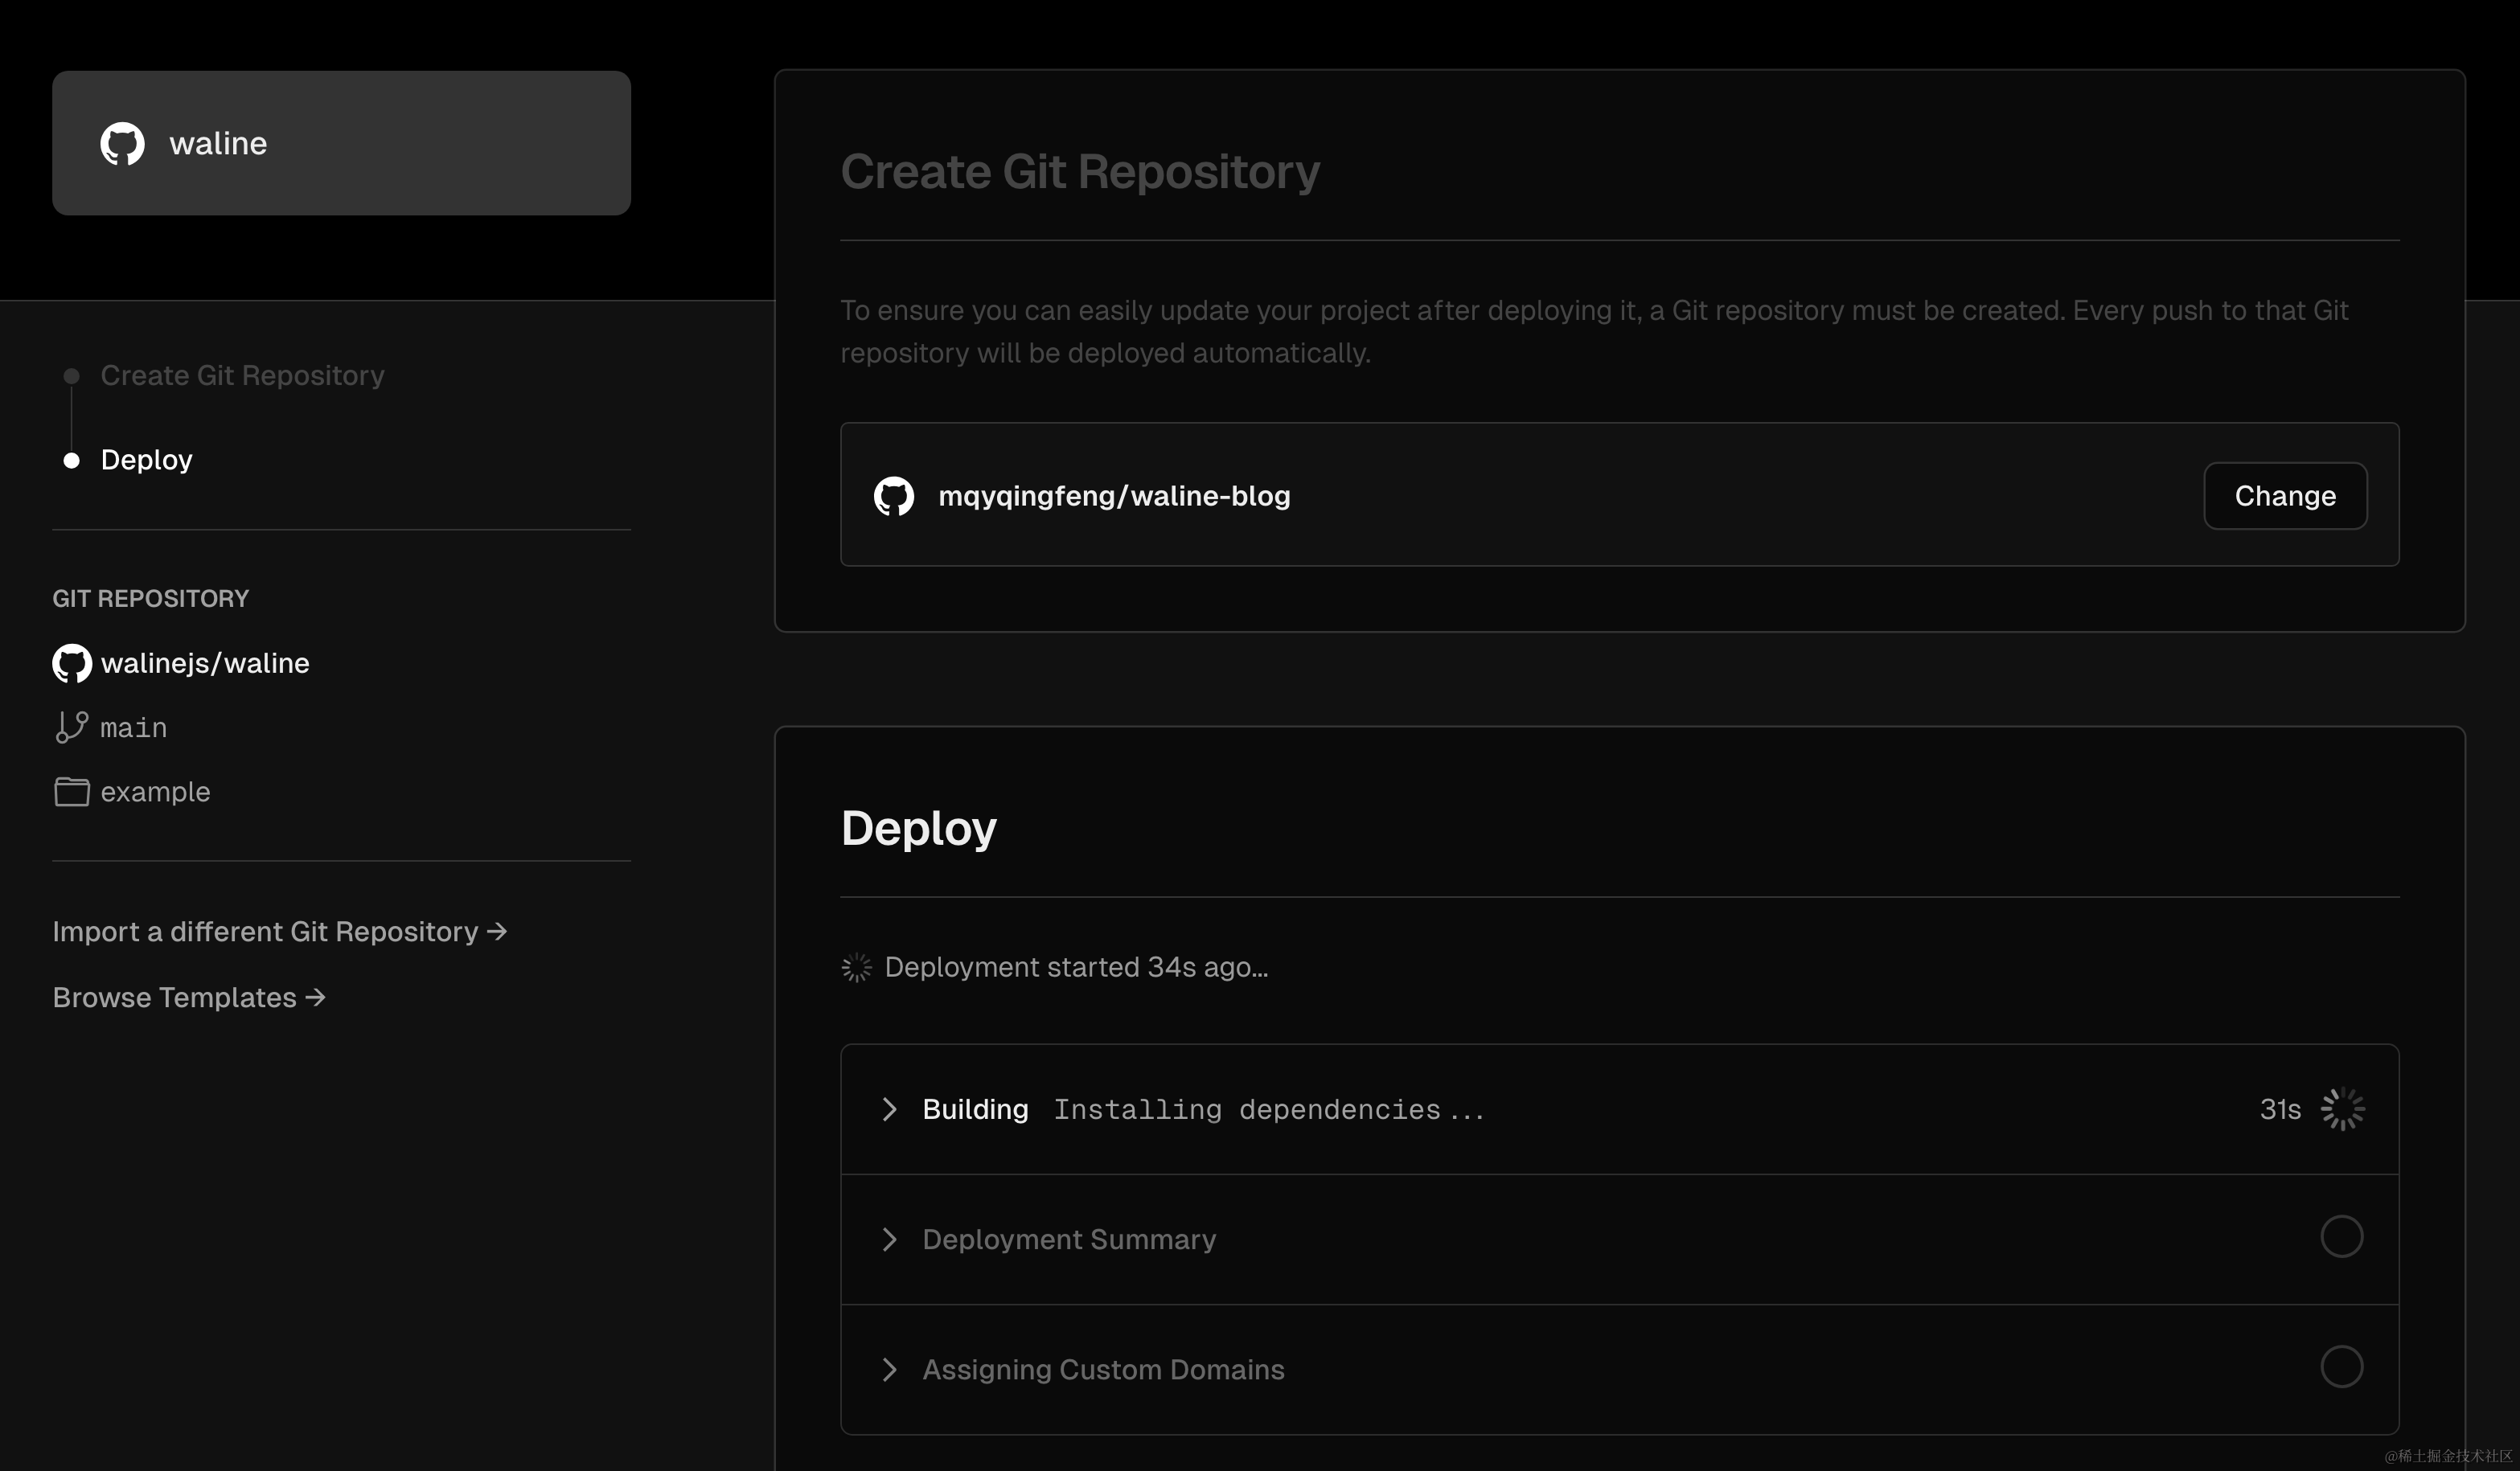 waline
Create Git Repository
Deploy
GIT REPOSITORY
walinejs/waline
main
example
Import a different Git Repository →
Browse Templates →
Create Git Repository
To ensure you can easily update your project after deploying it, a Git repository must be created. Every push to that Git
repository will be deployed automatically.
mqyqingfeng/waline-blog
Change
Deploy
Deployment started 34s ago...
Building Installing dependencies... 31s
Deployment Summary
Assigning Custom Domains
@稀土掘金技术社区